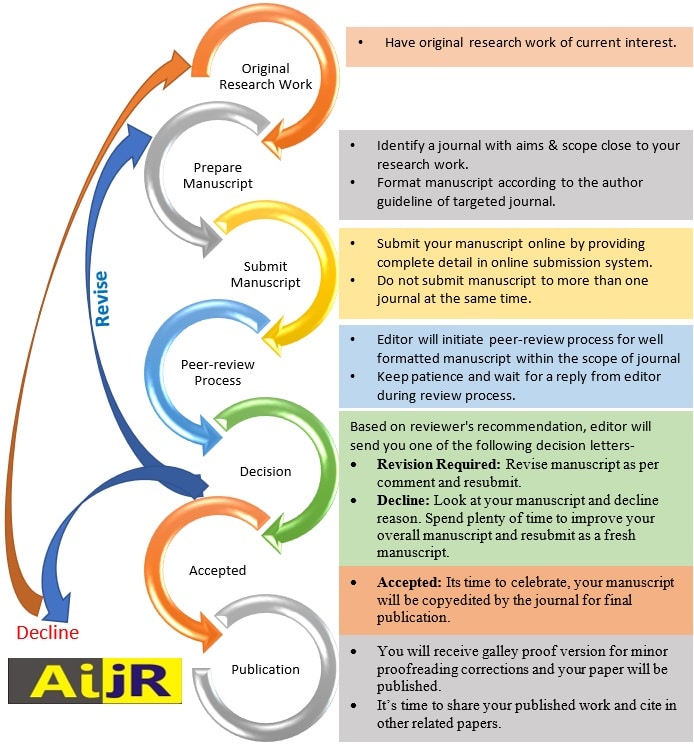 Original
Research Work
• Have original research work of current interest.
Prepare
Manuscript
• Identify a journal with aims & scope close to your
research work.
• Format manuscript according to the author
guideline of targeted journal.
Submit
Manuscript
• Submit your manuscript online by providing
complete detail in online submission system.
• Do not submit manuscript to more than one
journal at the same time.
Revise
Peer-review
Process
• Editor will initiate peer-review process for well
formatted manuscript within the scope of journal
• Keep patience and wait for a reply from editor
during review process.
Decision
Based on reviewer's recommendation, editor will
send you one of the following decision letters-
• Revision Required: Revise manuscript as per
comment and resubmit.
• Decline: Look at your manuscript and decline
reason. Spend plenty of time to improve your
overall manuscript and resubmit as a fresh
manuscript.
Accepted
• Accepted: Its time to celebrate, your manuscript
will be copyedited by the journal for final
publication.
Decline
Publication
• You will receive galley proof version for minor
proofreading corrections and your paper will be
published.
• It’s time to share your published work and cite in
other related papers.
AijR